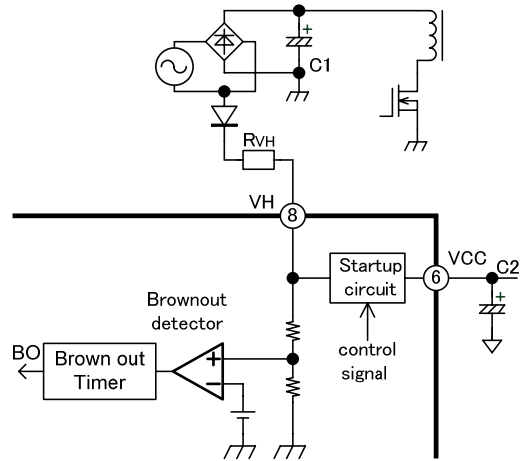 +
C1
RVH
VH
8
Startup
circuit
VCC
6
C2
+
Brownout
detector
control
signal
BO
Brown out
Timer
+
−